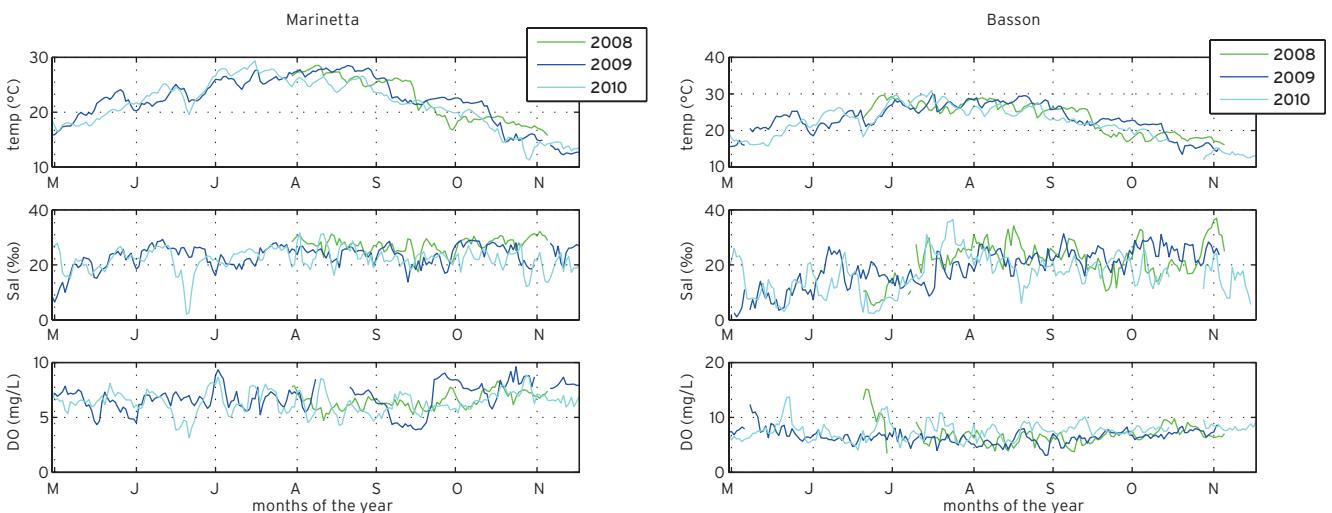 Marinetta
2008
2009
2010
temp (°C)
30
20
10
M J J A S O N
Sal (‰)
40
20
0
M J J A S O N
DO (mg/L)
10
5
0
M J J A S O N
months of the year
Basson
2008
2009
2010
temp (°C)
40
30
20
10
M J J A S O N
Sal (‰)
40
20
0
M J J A S O N
DO (mg/L)
20
10
0
M J J A S O N
months of the year